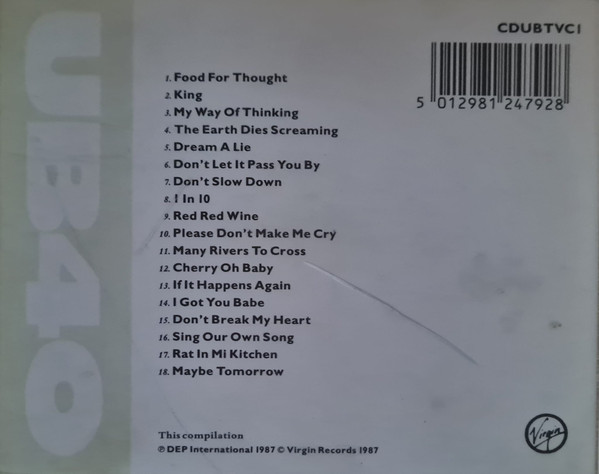 UB40
CDUBTVC1
5 012981 247928
1. Food For Thought
2. King
3. My Way Of Thinking
4. The Earth Dies Screaming
5. Dream A Lie
6. Don't Let It Pass You By
7. Don't Slow Down
8. 1 In 10
9. Red Red Wine
10. Please Don't Make Me Cry
11. Many Rivers To Cross
12. Cherry Oh Baby
13. If It Happens Again
14. I Got You Babe
15. Don't Break My Heart
16. Sing Our Own Song
17. Rat In Mi Kitchen
18. Maybe Tomorrow
This compilation
℗ DEP International 1987 © Virgin Records 1987
Virgin